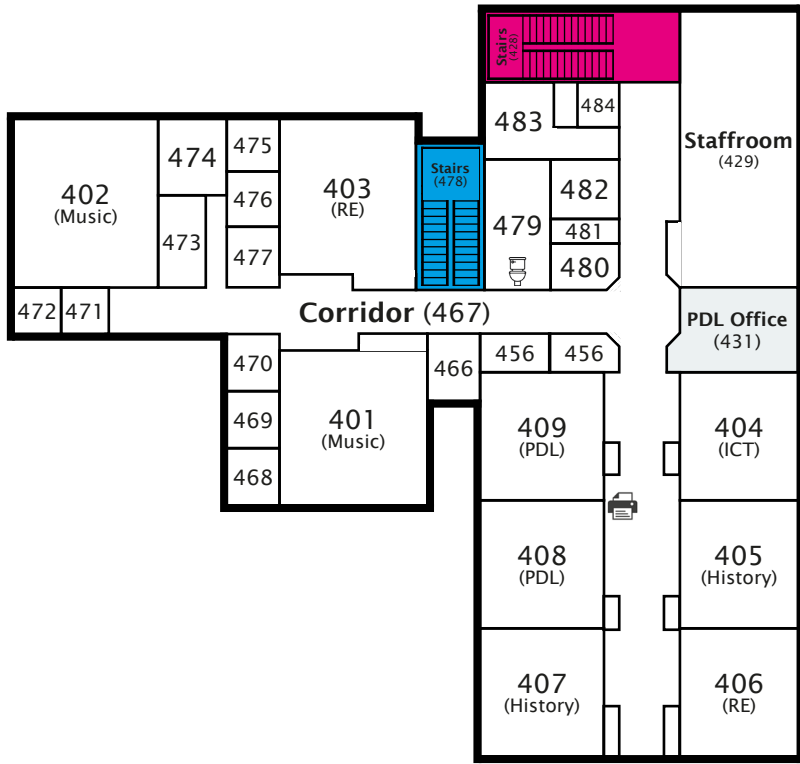 Stairs
(428)
483
484
Staffroom
(429)
474
475
402
(Music)
403
(RE)
Stairs
(478)
476
482
473
479
481
477
480
472
471
Corridor (467)
PDL Office
(431)
470
466
456
456
401
(Music)
469
409
(PDL)
404
(ICT)
468
408
(PDL)
405
(History)
407
(History)
406
(RE)